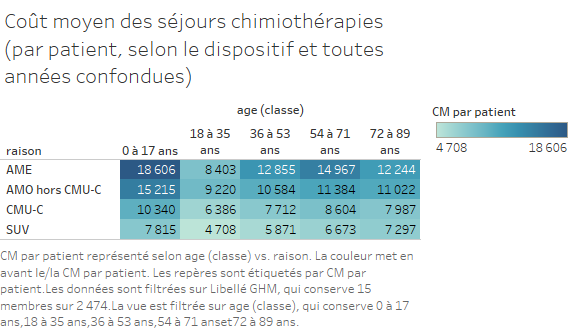 Coût moyen des séjours chimiothérapies
(par patient, selon le dispositif et toutes
années confondues)
age (classe)
raison 0 à 17 ans 18 à 35 ans 36 à 53 ans 54 à 71 ans 72 à 89 ans
AME 18 606 8 403 12 855 14 967 12 244
AMO hors CMU-C 15 215 9 220 10 584 11 384 11 022
CMU-C 10 340 6 386 7 712 8 604 7 987
SUV 7 815 4 708 5 871 6 673 7 297
CM par patient
4 708 18 606
CM par patient représenté selon age (classe) vs. raison. La couleur met en
avant le/la CM par patient. Les repères sont étiquetés par CM par
patient.Les données sont filtrées sur Libellé GHM, qui conserve 15
membres sur 2 474.La vue est filtrée sur age (classe), qui conserve 0 à 17
ans,18 à 35 ans,36 à 53 ans,54 à 71 anset72 à 89 ans.